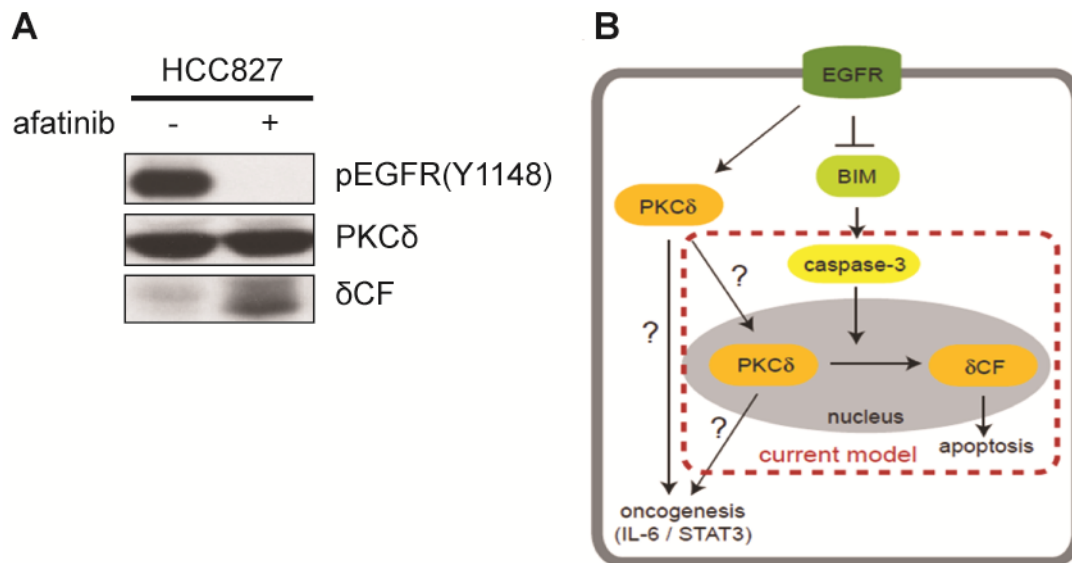 A
HCC827
afatinib - +
pEGFR(Y1148)
PKCδ
δCF
B
EGFR
BIM
PKCδ
caspase-3
?
?
PKCδ
δCF
nucleus
?
apoptosis
current model
oncogenesis
(IL-6 / STAT3)